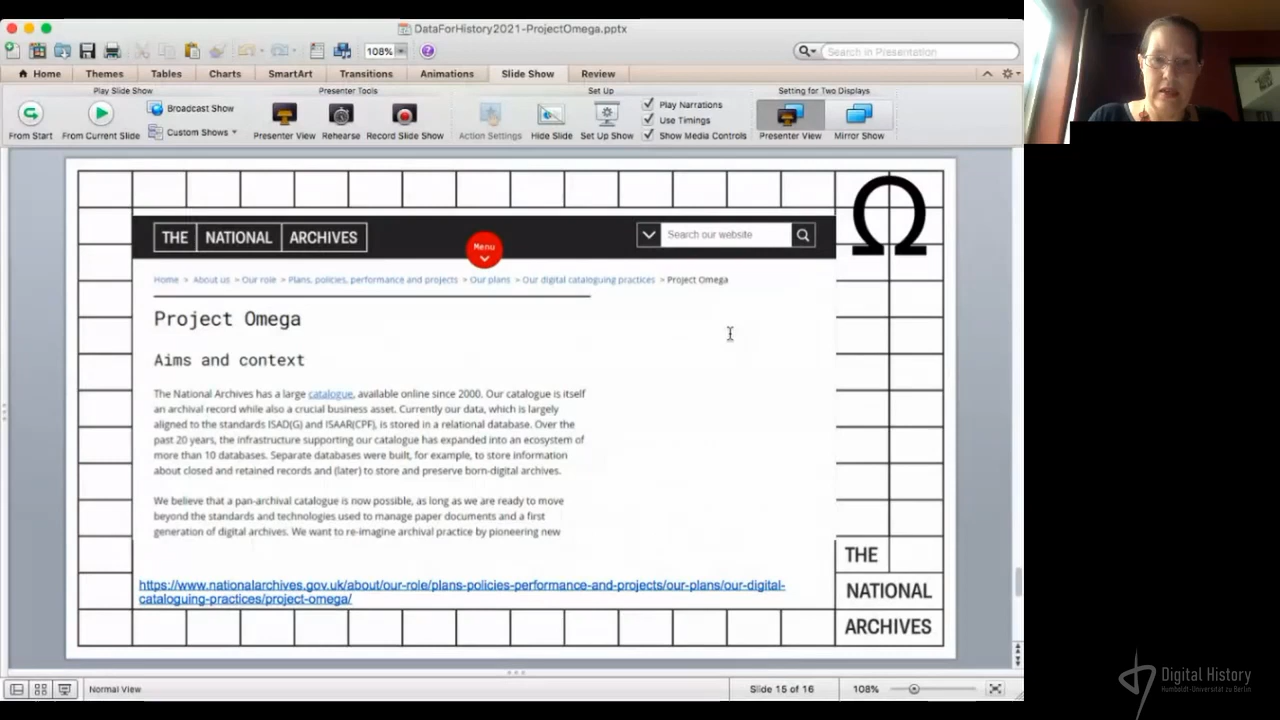 DataForHistory2021-ProjectOmega.pptx
108%
Search in Presentation
Home Themes Tables Charts SmartArt Transitions Animations Slide Show Review
Play Slide Show Presenter Tools Set Up Setting for Two Displays
From Start From Current Slide Broadcast Show Custom Shows Presenter View Rehearse Record Slide Show Action Settings Hide Slide Set Up Show Play Narrations Use Timings Show Media Controls Presenter View Mirror Show
Ω
THE NATIONAL ARCHIVES
Menu
Search our website
Home > About us > Our role > Plans, policies, performance and projects > Our plans > Our digital cataloguing practices > Project Omega
Project Omega
Aims and context
The National Archives has a large catalogue, available online since 2000. Our catalogue is itself
an archival record while also a crucial business asset. Currently our data, which is largely
aligned to the standards ISAD(G) and ISAAR(CPF), is stored in a relational database. Over the
past 20 years, the infrastructure supporting our catalogue has expanded into an ecosystem of
more than 10 databases. Separate databases were built, for example, to store information
about closed and retained records and (later) to store and preserve born-digital archives.
We believe that a pan-archival catalogue is now possible, as long as we are ready to move
beyond the standards and technologies used to manage paper documents and a first
generation of digital archives. We want to re-imagine archival practice by pioneering new
https://www.nationalarchives.gov.uk/about/our-role/plans-policies-performance-and-projects/our-plans/our-digital-
cataloguing-practices/project-omega/
THE
NATIONAL
ARCHIVES
Normal View
Slide 15 of 16
108%
Digital History
Humboldt-Universität zu Berlin